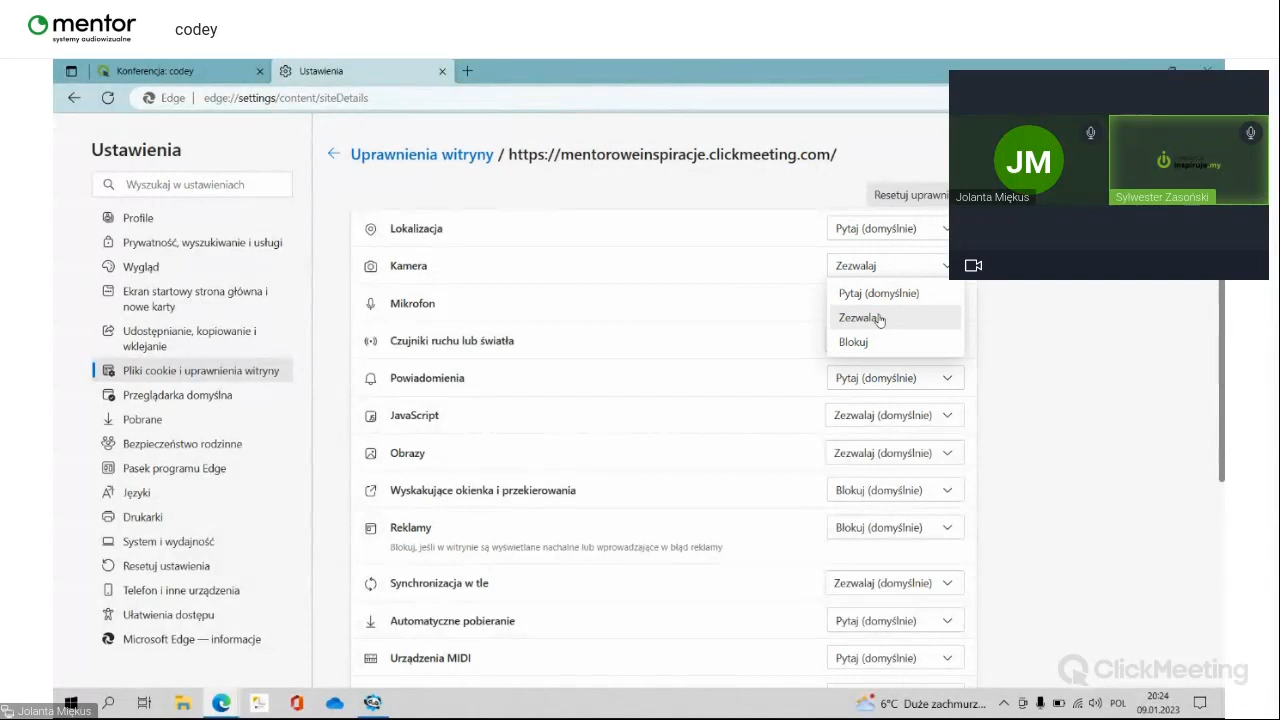 mentor
systemy audiowizualne
codey
Konferencja: codey
Ustawienia
Edge
edge://settings/content/siteDetails
Ustawienia
Wyszukaj w ustawieniach
Profile
Prywatność, wyszukiwanie i usługi
Wygląd
Ekran startowy strona główna i
nowe karty
Udostępnianie, kopiowanie i
wklejanie
Pliki cookie i uprawnienia witryny
Przeglądarka domyślna
Pobrane
Bezpieczeństwo rodzinne
Pasek programu Edge
Języki
Drukarki
System i wydajność
Resetuj ustawienia
Telefon i inne urządzenia
Ułatwienia dostępu
Microsoft Edge — informacje
Uprawnienia witryny / https://mentoroweinspiracje.clickmeeting.com/
Resetuj uprawni
Lokalizacja
Pytaj (domyślnie)
Kamera
Zezwalaj
Pytaj (domyślnie)
Zezwalaj
Blokuj
Mikrofon
Czujniki ruchu lub światła
Powiadomienia
Pytaj (domyślnie)
JavaScript
Zezwalaj (domyślnie)
Obrazy
Zezwalaj (domyślnie)
Wyskakujące okienka i przekierowania
Blokuj (domyślnie)
Reklamy
Blokuj (domyślnie)
Blokuj, jeśli w witrynie są wyświetlane nachalne lub wprowadzające w błąd reklamy
Synchronizacja w tle
Zezwalaj (domyślnie)
Automatyczne pobieranie
Pytaj (domyślnie)
Urządzenia MIDI
Pytaj (domyślnie)
JM
Jolanta Miękus
inspiruje.my
Sylwester Zasoński
ClickMeeting
Jolanta Miękus
6°C Duże zachmurz...
POL
20:24
09.01.2023